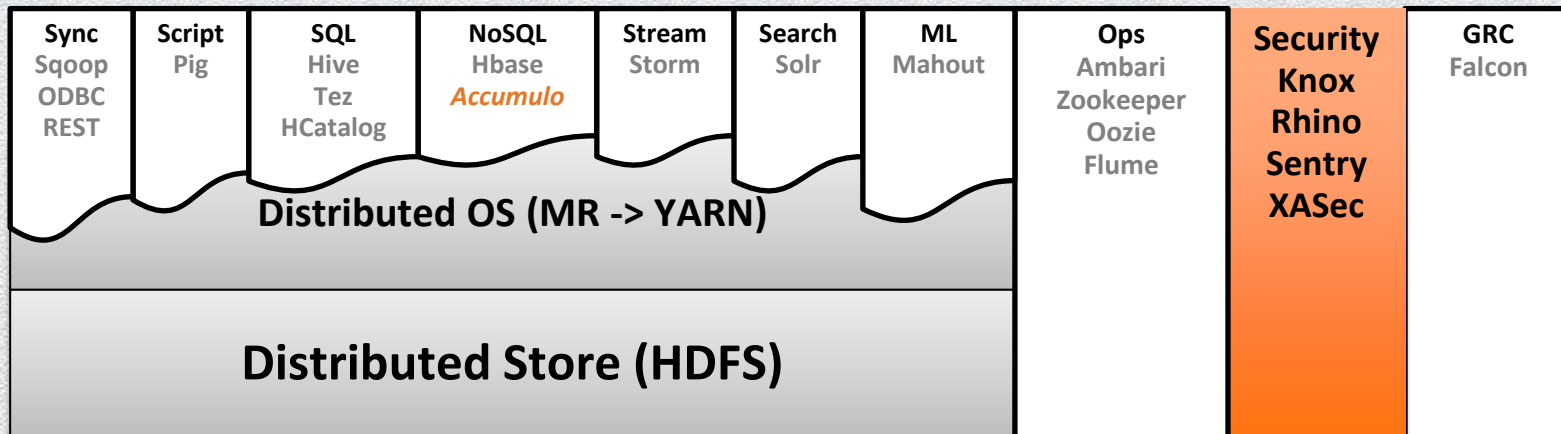 Sync
Sqoop
ODBC
REST
Script
Pig
SQL
Hive
Tez
HCatalog
NoSQL
Hbase
Accumulo
Stream
Storm
Search
Solr
ML
Mahout
Ops
Ambari
Zookeeper
Oozie
Flume
Security
Knox
Rhino
Sentry
XASec
GRC
Falcon
Distributed OS (MR -> YARN)
Distributed Store (HDFS)